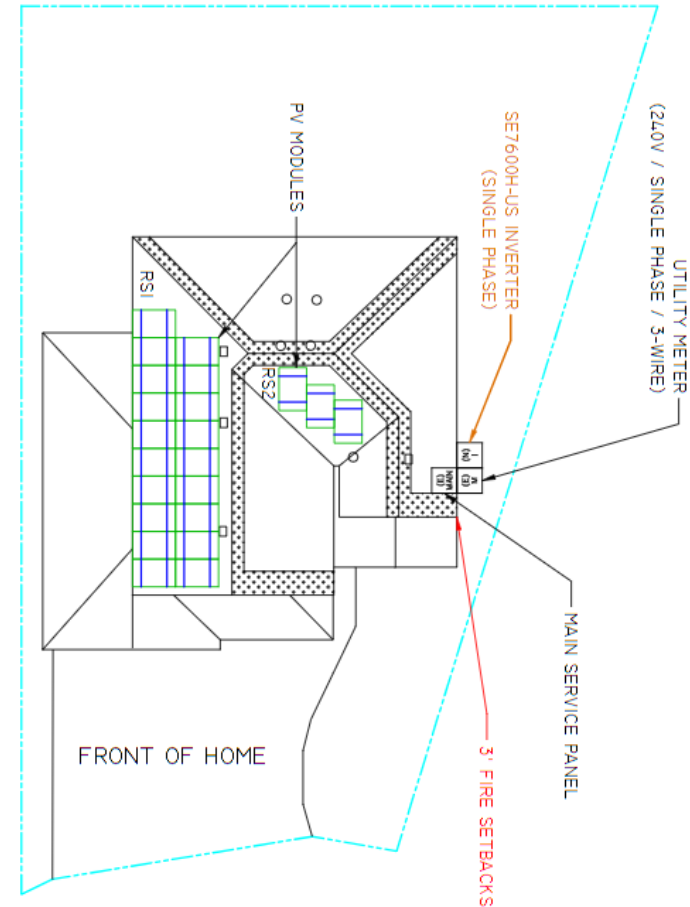 UTILITY METER
(240V / SINGLE PHASE / 3-WIRE)
SE7600H-US INVERTER
(SINGLE PHASE)
PV MODULES
RS1
RS2
I
(N)
M
(E)
MAIN
(E)
MAIN SERVICE PANEL
3' FIRE SETBACKS
FRONT OF HOME